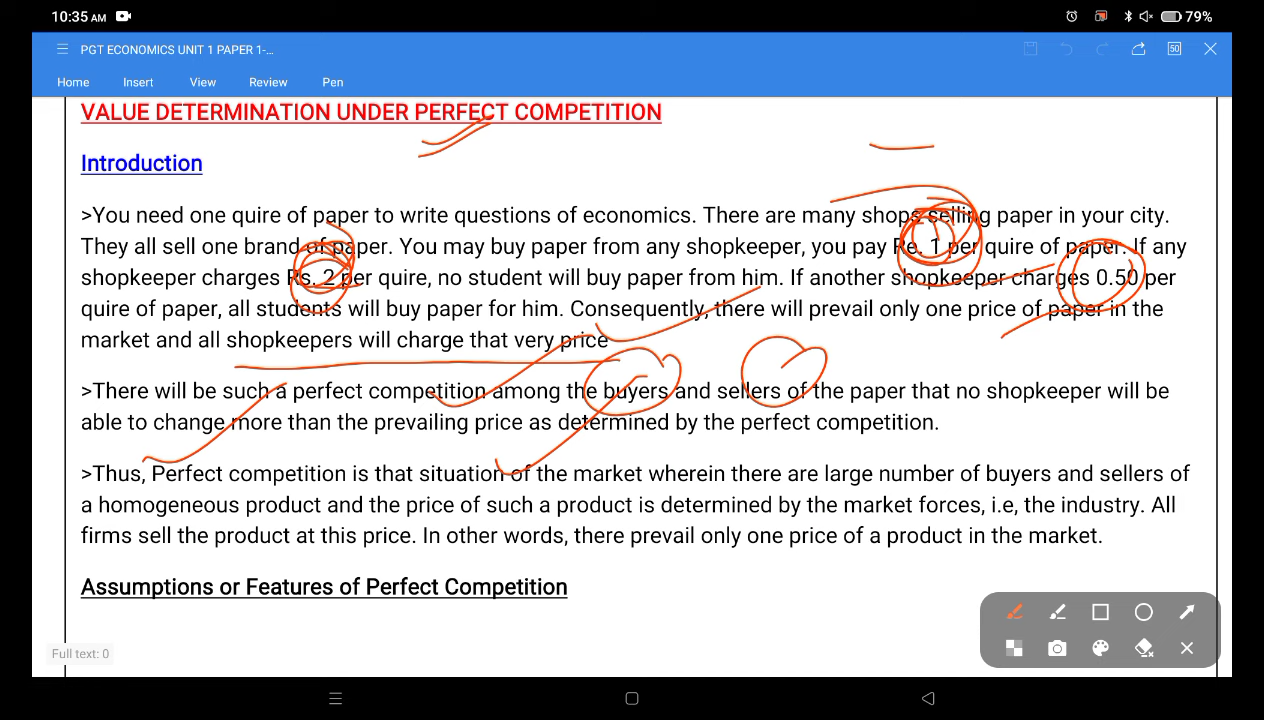 10:35 AM 79%
PGT ECONOMICS UNIT 1 PAPER 1-... 50
Home Insert View Review Pen
VALUE DETERMINATION UNDER PERFECT COMPETITION
Introduction
>You need one quire of paper to write questions of economics. There are many shops selling paper in your city.
They all sell one brand of paper. You may buy paper from any shopkeeper, you pay Re. 1 per quire of paper. If any
shopkeeper charges Rs. 2 per quire, no student will buy paper from him. If another shopkeeper charges 0.50 per
quire of paper, all students will buy paper for him. Consequently, there will prevail only one price of paper in the
market and all shopkeepers will charge that very price
>There will be such a perfect competition among the buyers and sellers of the paper that no shopkeeper will be
able to change more than the prevailing price as determined by the perfect competition.
>Thus, Perfect competition is that situation of the market wherein there are large number of buyers and sellers of
a homogeneous product and the price of such a product is determined by the market forces, i.e, the industry. All
firms sell the product at this price. In other words, there prevail only one price of a product in the market.
Assumptions or Features of Perfect Competition
Full text: 0